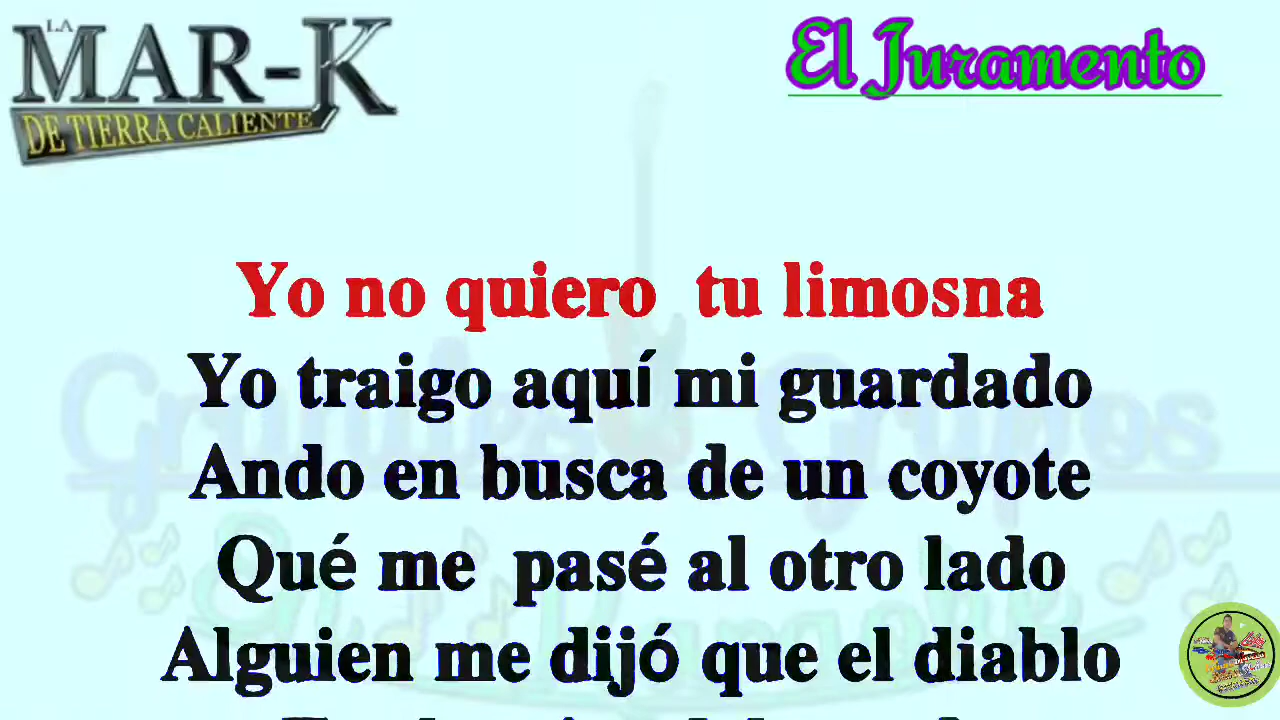 LA
MAR-K
DE TIERRA CALIENTE
El Juramento
Yo no quiero tu limosna
Yo traigo aquí mi guardado
Ando en busca de un coyote
Qué me pasé al otro lado
Alguien me dijó que el diablo